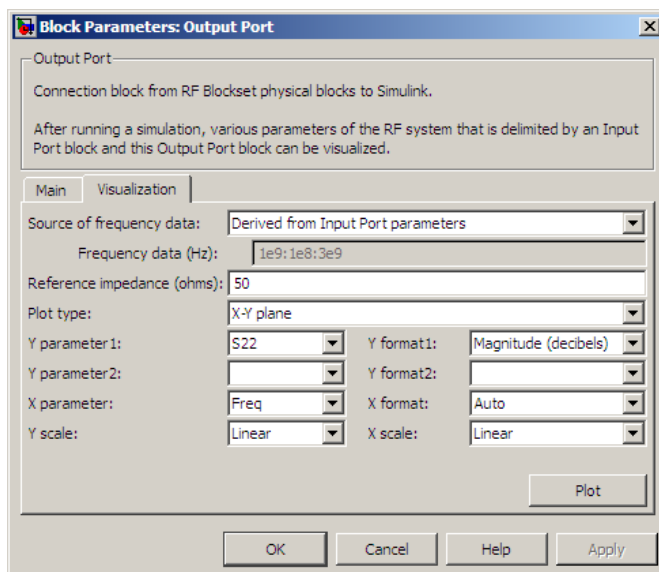 Block Parameters: Output Port
Output Port
Connection block from RF Blockset physical blocks to Simulink.
After running a simulation, various parameters of the RF system that is delimited by an Input
Port block and this Output Port block can be visualized.
Main Visualization
Source of frequency data: Derived from Input Port parameters
Frequency data (Hz): 1e9:1e8:3e9
Reference impedance (ohms): 50
Plot type: X-Y plane
Y parameter1: S22 Y format1: Magnitude (decibels)
Y parameter2: Y format2:
X parameter: Freq X format: Auto
Y scale: Linear X scale: Linear
Plot
OK Cancel Help Apply